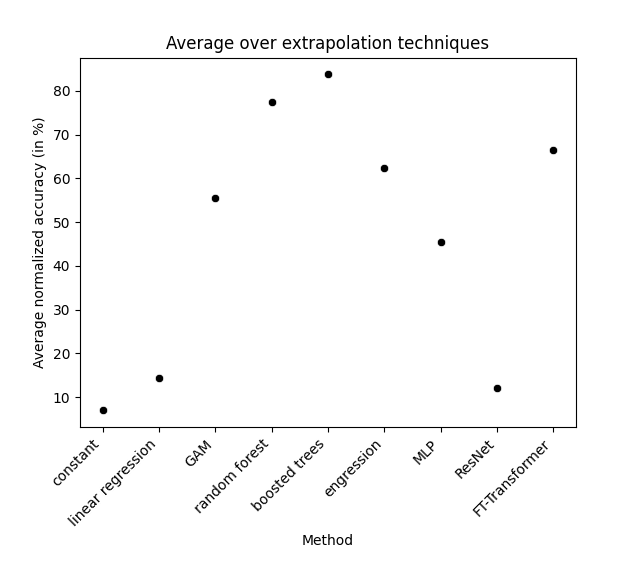 Average over extrapolation techniques
Average normalized accuracy (in %)
80
70
60
50
40
30
20
10
constant
linear regression
GAM
random forest
boosted trees
engression
MLP
ResNet
FT-Transformer
Method